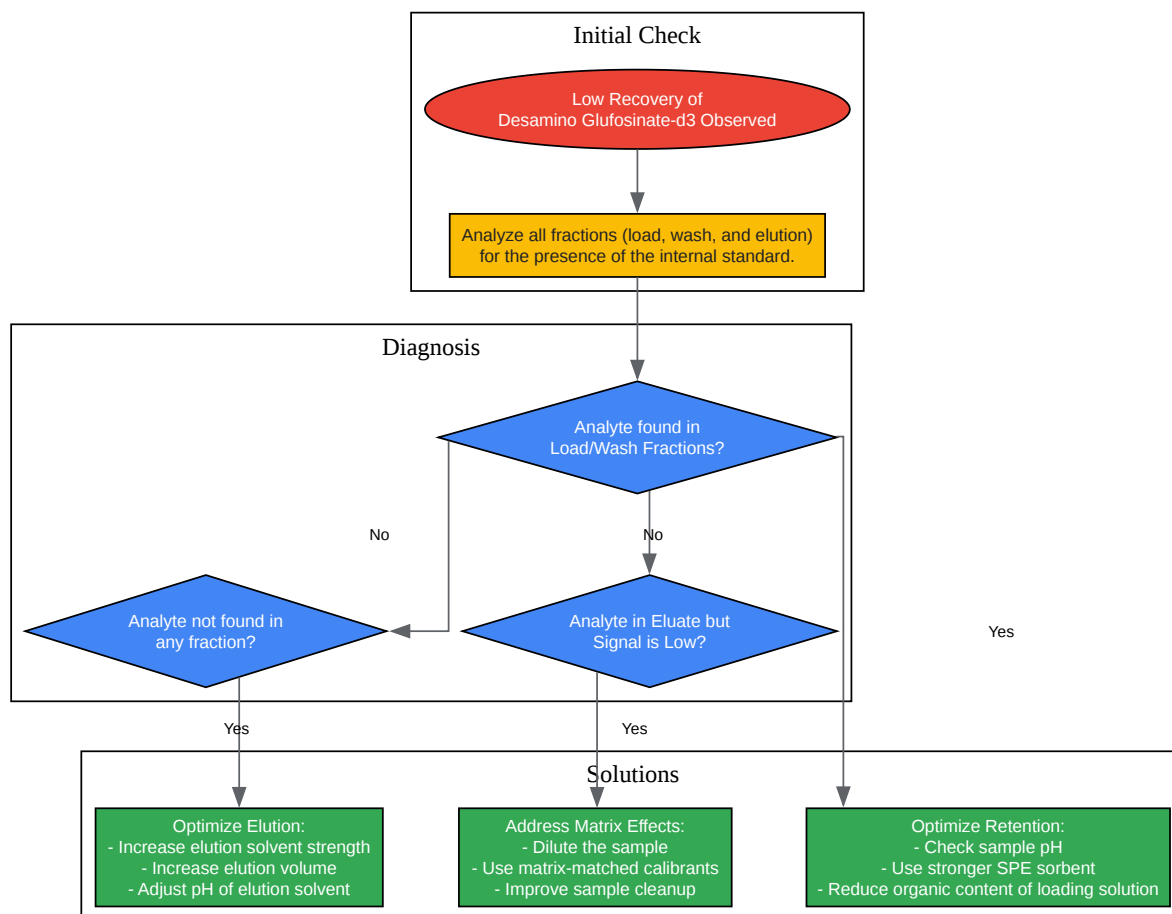 Initial Check
Low Recovery of
Desamino Glufosinate-d3 Observed
Analyze all fractions (load, wash, and elution)
for the presence of the internal standard.
Diagnosis
Analyte found in
Load/Wash Fractions?
No
No
Analyte not found in
any fraction?
Analyte in Eluate but
Signal is Low?
Yes
Yes
Yes
Solutions
Optimize Elution:
- Increase elution solvent strength
- Increase elution volume
- Adjust pH of elution solvent
Address Matrix Effects:
- Dilute the sample
- Use matrix-matched calibrants
- Improve sample cleanup
Optimize Retention:
- Check sample pH
- Use stronger SPE sorbent
- Reduce organic content of loading solution